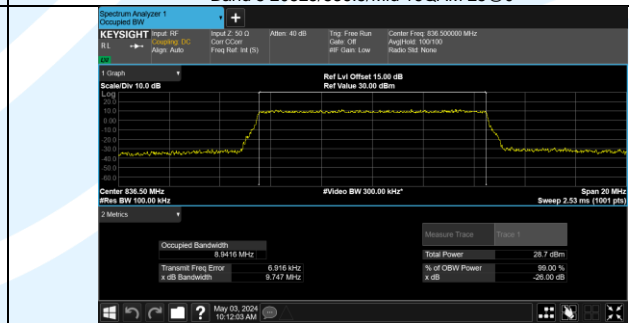 Spectrum Analyzer 1
Occupied BW
+
KEYSIGHT Input: RF Input Z: 50 Ω Atten: 40 dB Trig: Free Run Center Freq: 836.500000 MHz
RL Coupling: DC Corr CCorr Gate: Off Avg|Hold: 100/100
Align: Auto Freq Ref: Int (S) #IF Gain: Low Radio Std: None
1 Graph Ref Lvl Offset 15.00 dB
Scale/Div 10.0 dB Ref Value 30.00 dBm
Log
20.0
10.0
0.00
-10.0
-20.0
-30.0
-40.0
-50.0
-60.0
Center 836.50 MHz #Video BW 300.00 kHz* Span 20 MHz
#Res BW 100.00 kHz Sweep 2.53 ms (1001 pts)
2 Metrics
Measure Trace Trace 1
Occupied Bandwidth
8.9416 MHz Total Power 28.7 dBm
Transmit Freq Error 6.916 kHz % of OBW Power 99.00 %
x dB Bandwidth 9.747 MHz x dB -26.00 dB
May 03, 2024
10:12:03 AM